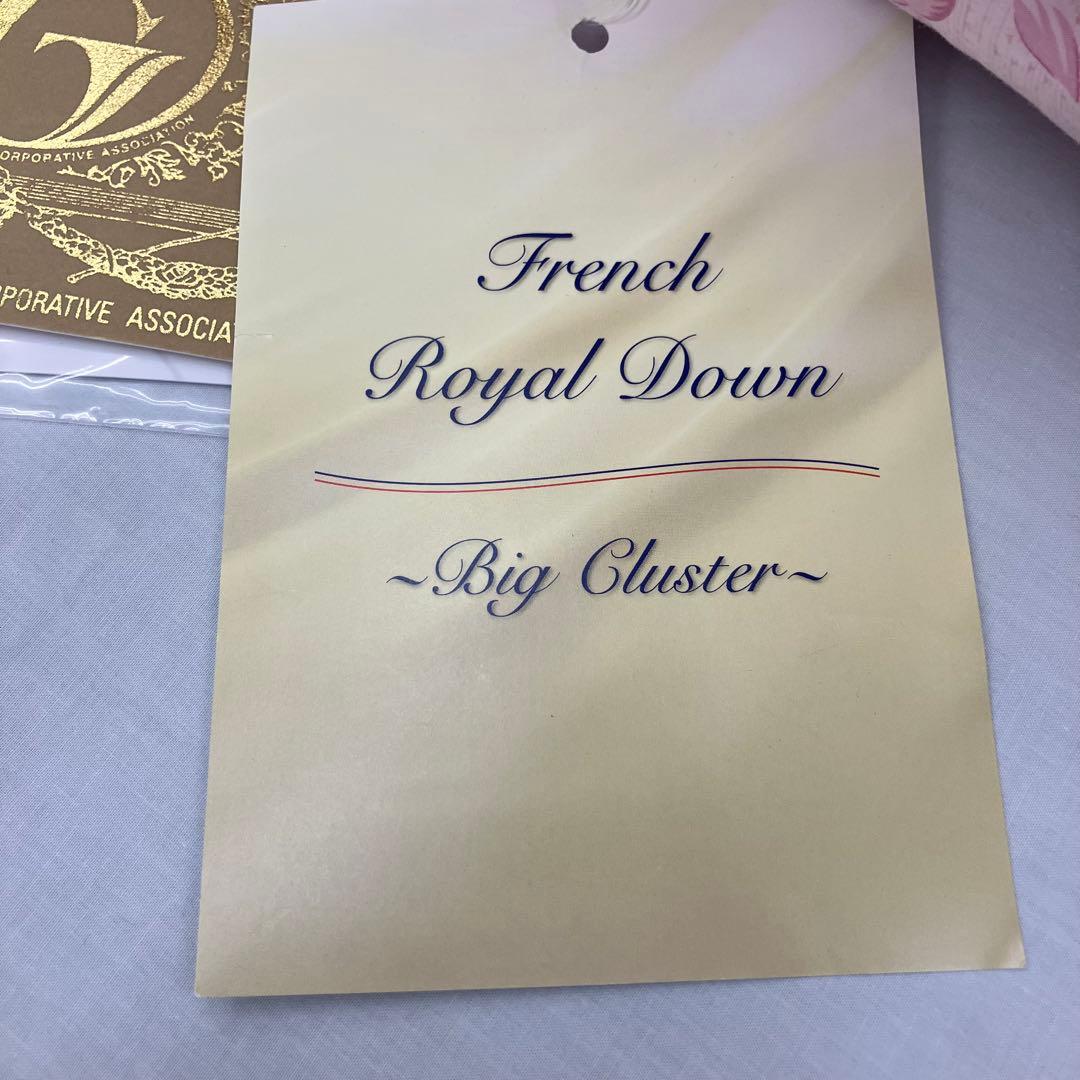 ORPORATIVE ASSOCIATION
PORATIVE ASSOCIA
French
Royal Down
~Big Cluster~